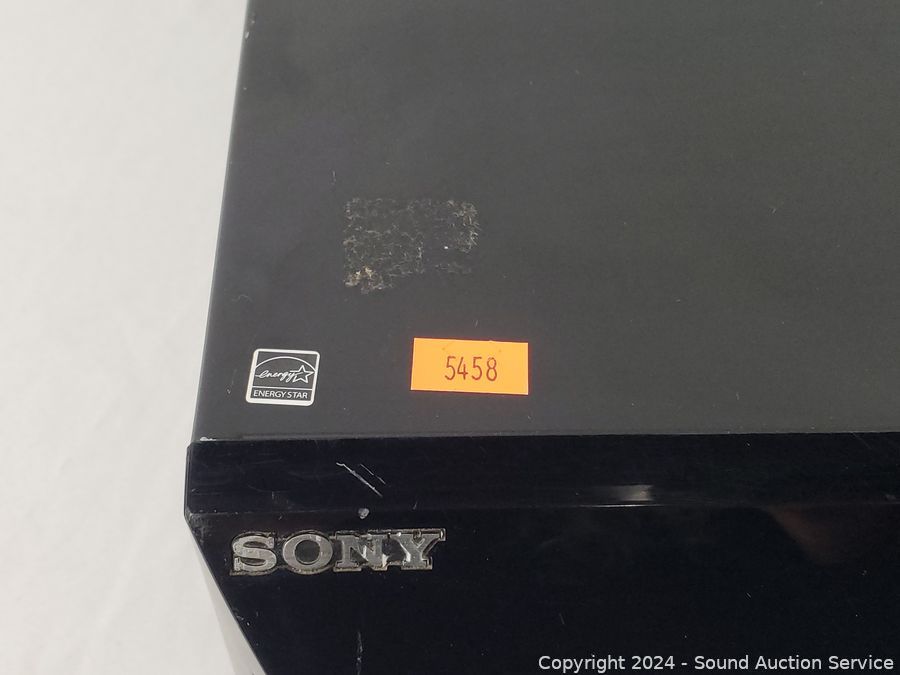 energy
ENERGY STAR
5458
SONY
Copyright 2024 - Sound Auction Service